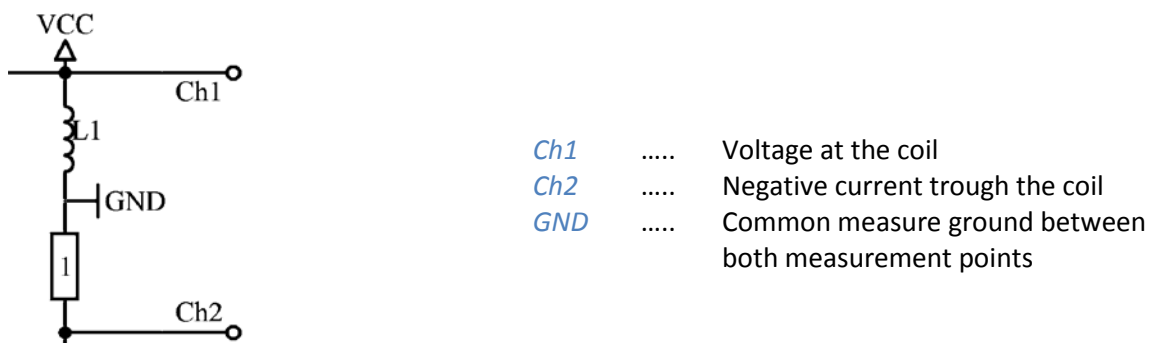 VCC
Ch1
L1
GND
1
Ch2
Ch1 ..... Voltage at the coil
Ch2 ..... Negative current trough the coil
GND ..... Common measure ground between
both measurement points